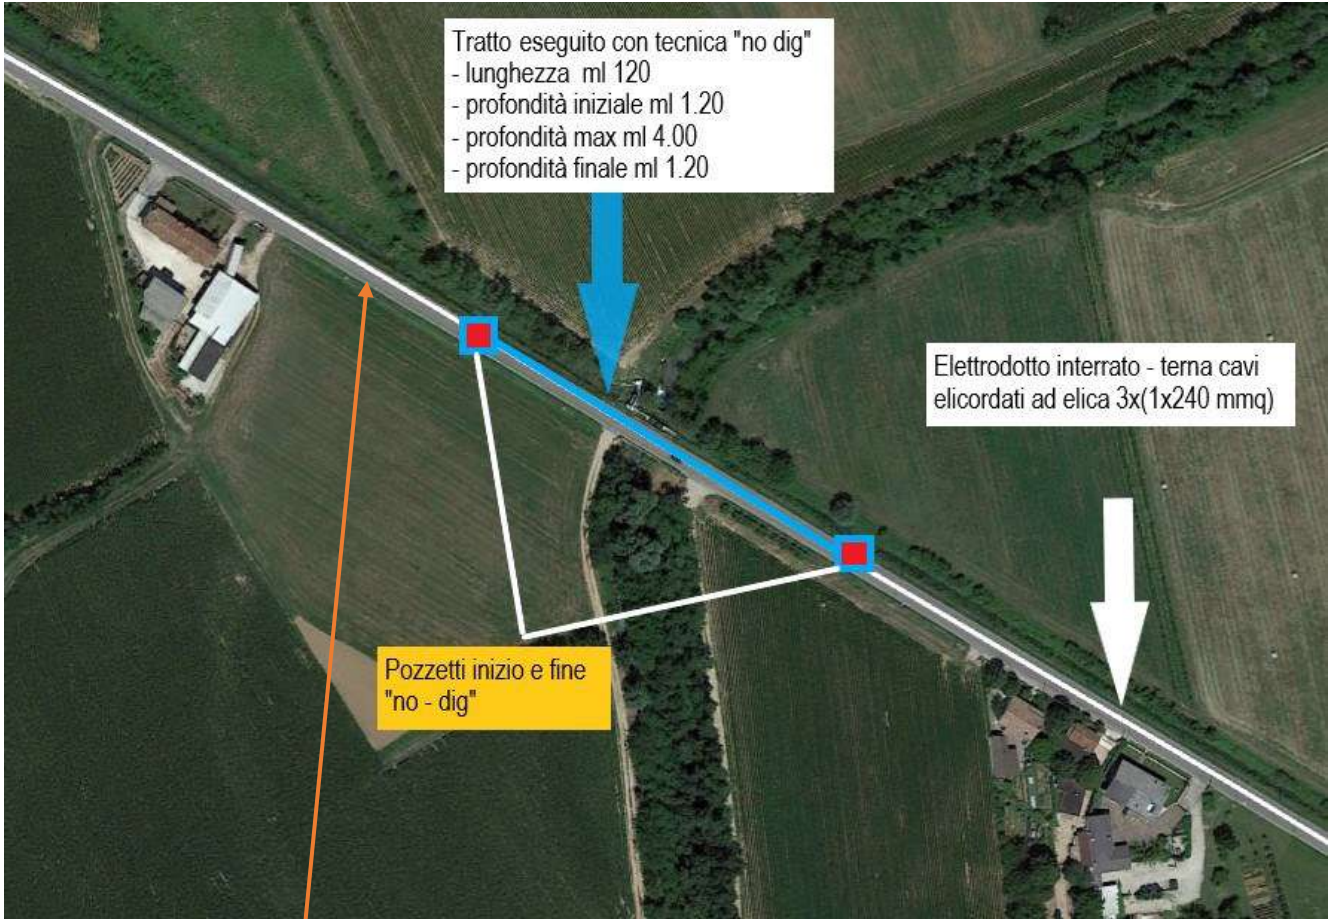 Tratto eseguito con tecnica "no dig"
- lunghezza ml 120
- profondità iniziale ml 1.20
- profondità max ml 4.00
- profondità finale ml 1.20
Elettrodotto interrato - terna cavi
elicordati ad elica 3x(1x240 mmq)
Pozzetti inizio e fine
"no - dig"